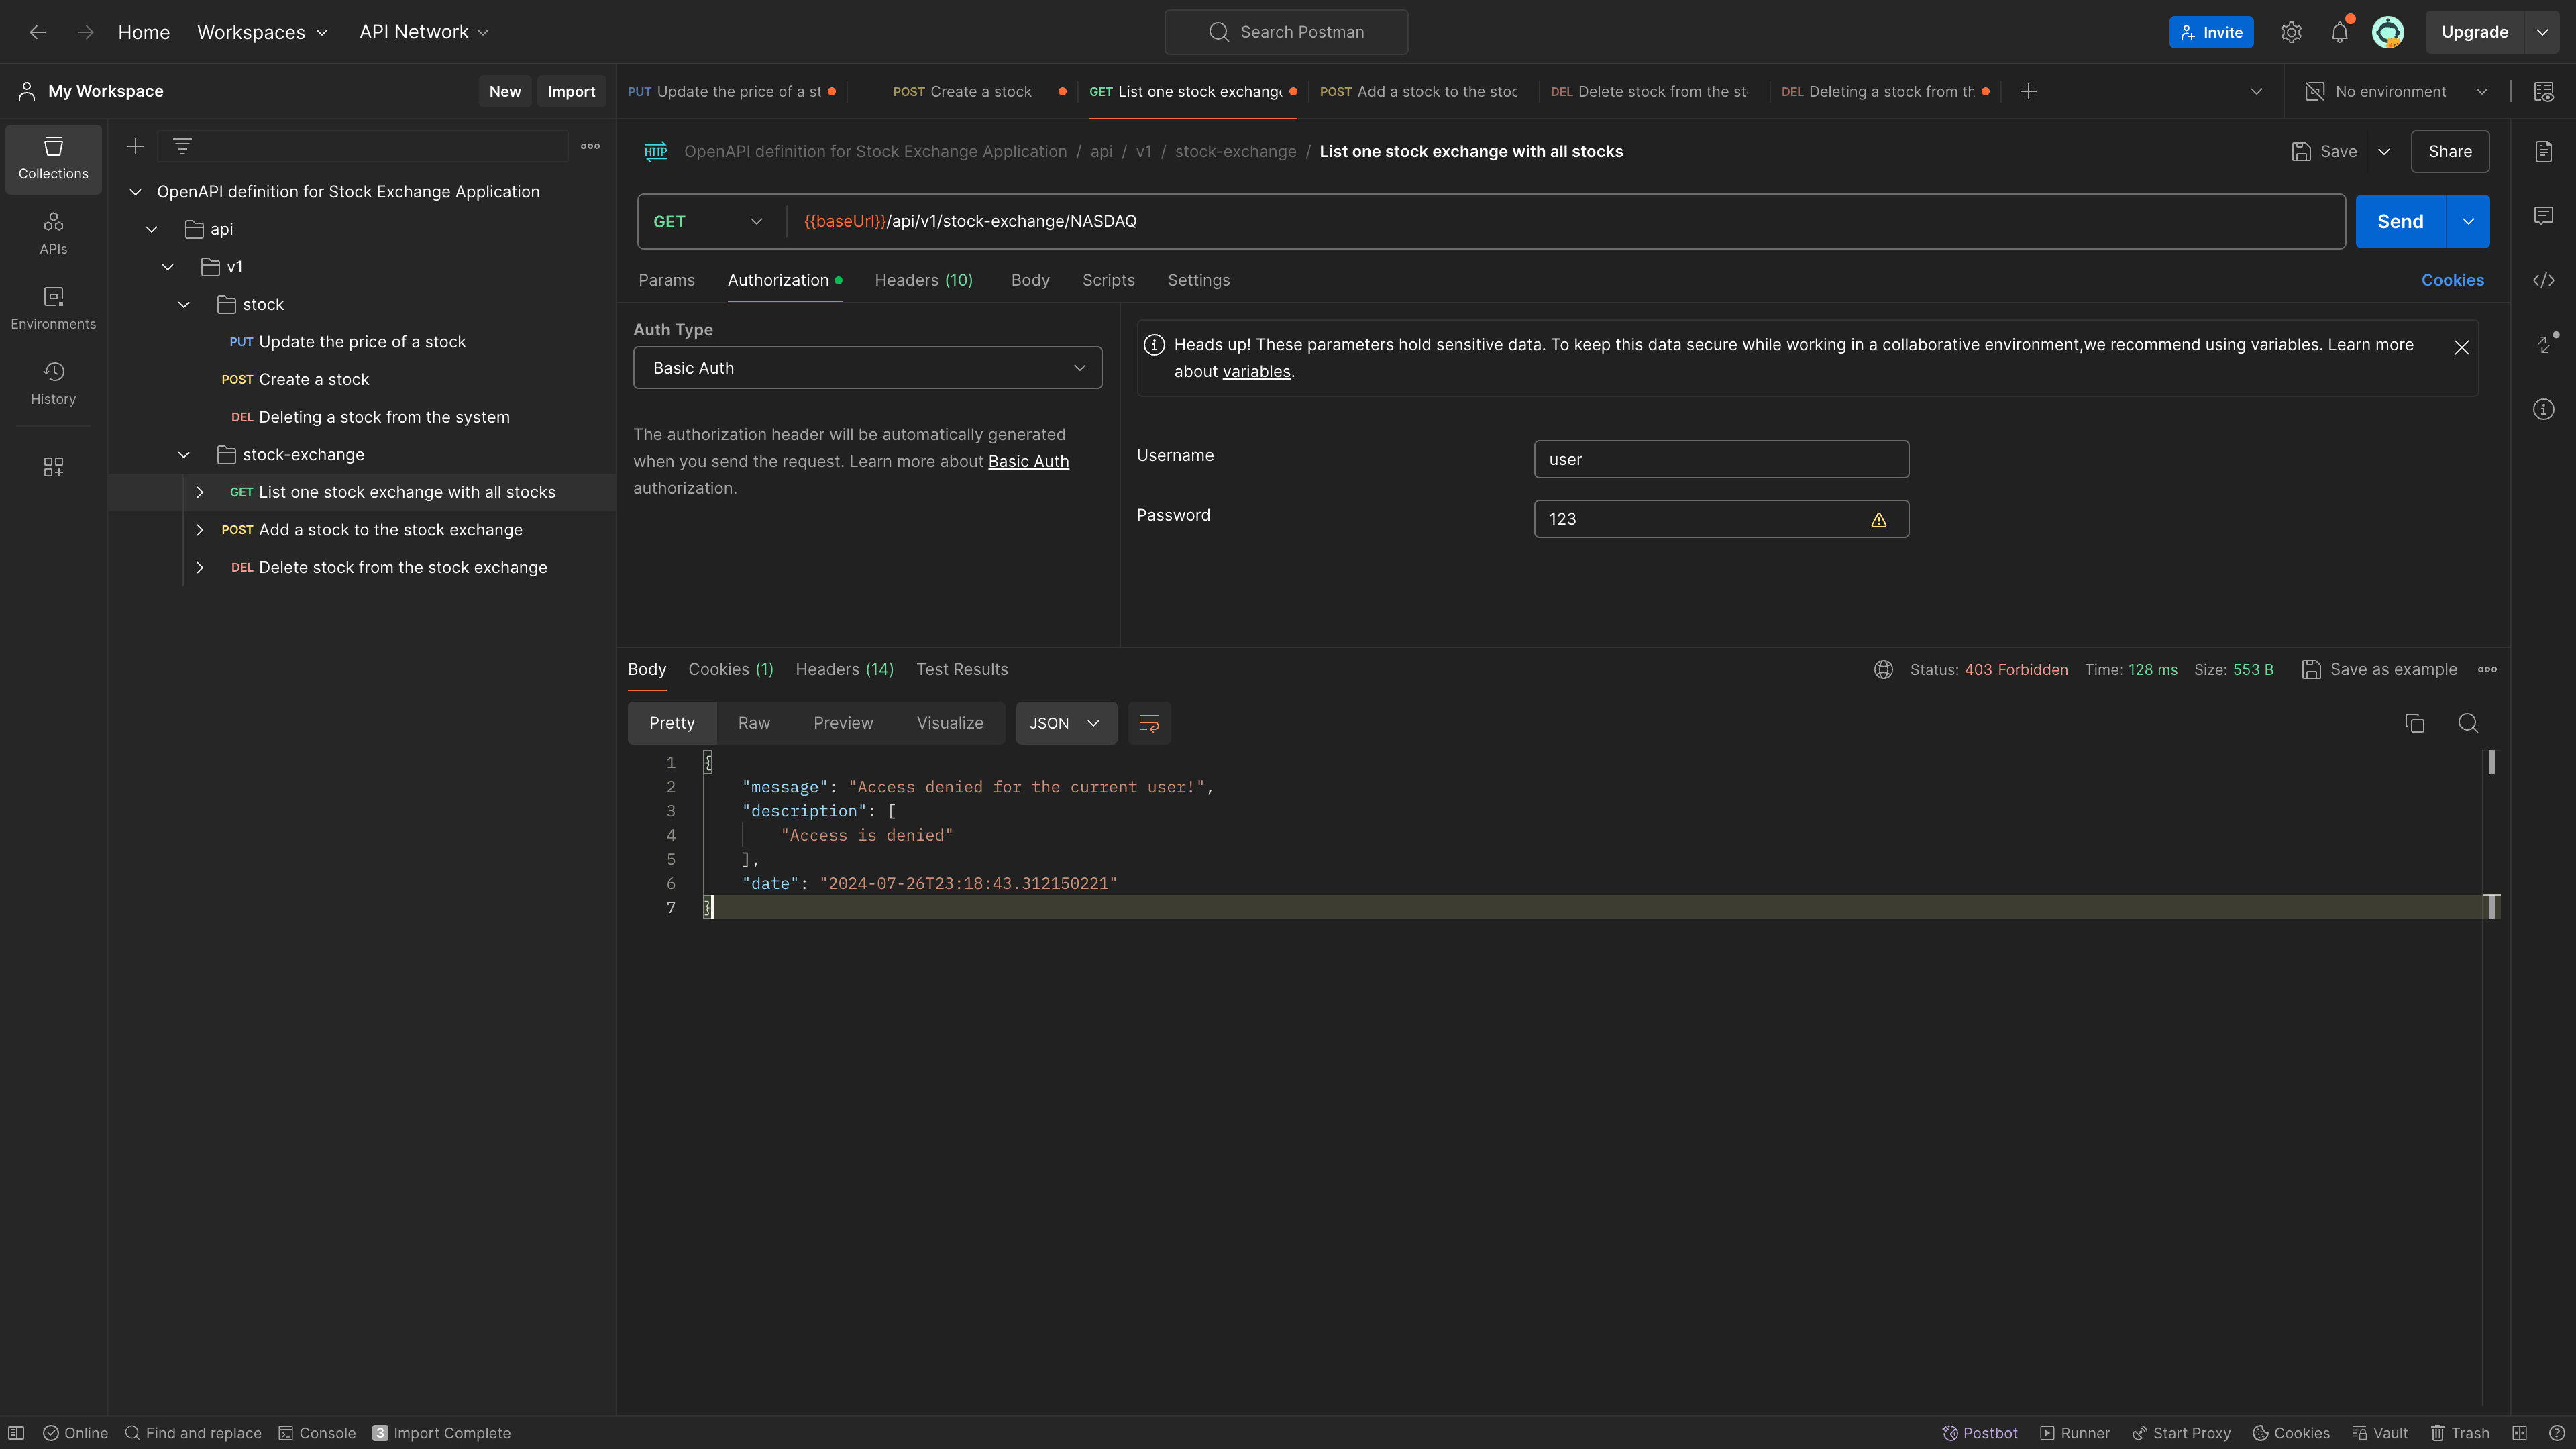 Home Workspaces API Network Search Postman Invite Upgrade
My Workspace New Import
PUT Update the price of a st POST Create a stock GET List one stock exchange POST Add a stock to the stoc DEL Delete stock from the st DEL Deleting a stock from th No environment
Collections
APIs
Environments
History
OpenAPI definition for Stock Exchange Application
api
v1
stock
PUT Update the price of a stock
POST Create a stock
DEL Deleting a stock from the system
stock-exchange
GET List one stock exchange with all stocks
POST Add a stock to the stock exchange
DEL Delete stock from the stock exchange
HTTP OpenAPI definition for Stock Exchange Application / api / v1 / stock-exchange / List one stock exchange with all stocks Save Share
GET {{baseUrl}}/api/v1/stock-exchange/NASDAQ Send
Params Authorization Headers (10) Body Scripts Settings Cookies
Auth Type
Basic Auth
The authorization header will be automatically generated
when you send the request. Learn more about Basic Auth
authorization.
Heads up! These parameters hold sensitive data. To keep this data secure while working in a collaborative environment,we recommend using variables. Learn more
about variables.
Username user
Password 123
Body Cookies (1) Headers (14) Test Results Status: 403 Forbidden Time: 128 ms Size: 553 B Save as example
Pretty Raw Preview Visualize JSON
1 {
2 "message": "Access denied for the current user!",
3 "description": [
4 "Access is denied"
5 ],
6 "date": "2024-07-26T23:18:43.312150221"
7 }
Online Find and replace Console 3 Import Complete Postbot Runner Start Proxy Cookies Vault Trash